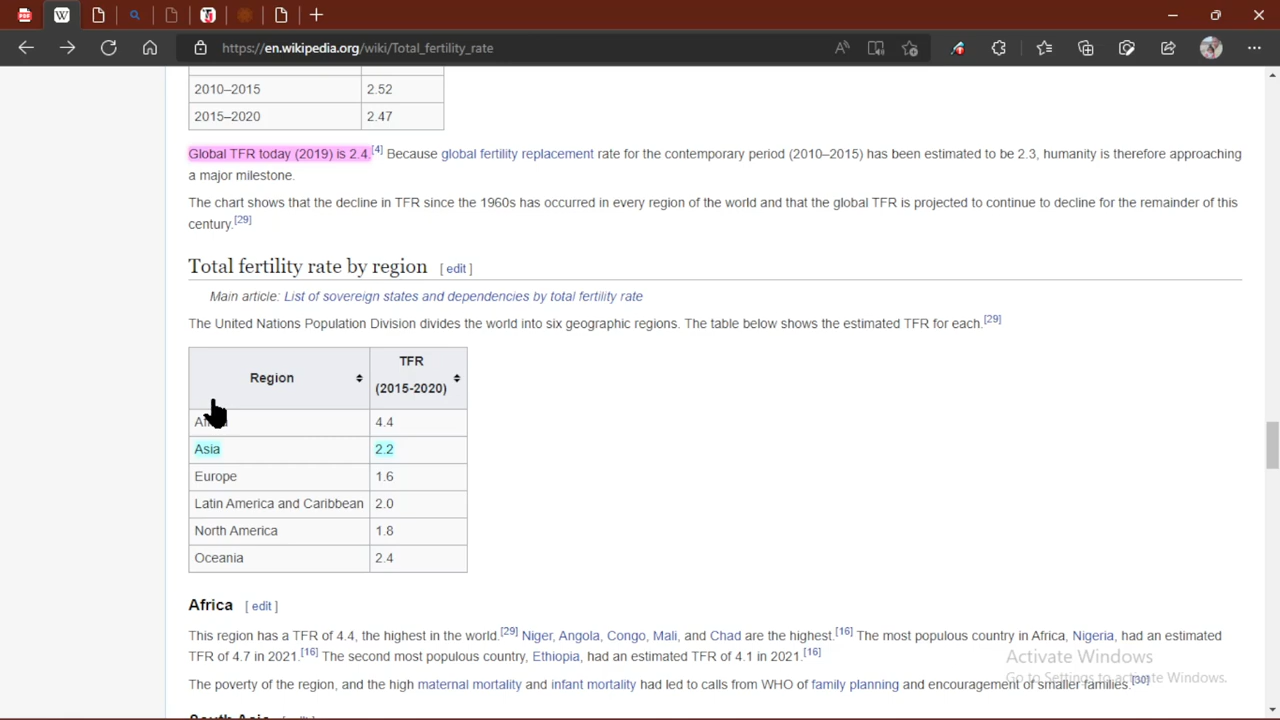 https://en.wikipedia.org/wiki/Total_fertility_rate
2010–2015 2.52
2015–2020 2.47
Global TFR today (2019) is 2.4.[4] Because global fertility replacement rate for the contemporary period (2010–2015) has been estimated to be 2.3, humanity is therefore approaching
a major milestone.
The chart shows that the decline in TFR since the 1960s has occurred in every region of the world and that the global TFR is projected to continue to decline for the remainder of this
century.[29]
Total fertility rate by region [ edit ]
Main article: List of sovereign states and dependencies by total fertility rate
The United Nations Population Division divides the world into six geographic regions. The table below shows the estimated TFR for each.[29]
Region TFR
(2015-2020)
4.4
Asia 2.2
Europe 1.6
Latin America and Caribbean 2.0
North America 1.8
Oceania 2.4
Africa [ edit ]
This region has a TFR of 4.4, the highest in the world.[29] Niger, Angola, Congo, Mali, and Chad are the highest.[16] The most populous country in Africa, Nigeria, had an estimated
TFR of 4.7 in 2021.[16] The second most populous country, Ethiopia, had an estimated TFR of 4.1 in 2021.[16]
Activate Windows
The poverty of the region, and the high maternal mortality and infant mortality had led to calls from WHO of family planning and encouragement of smaller families.[30]
Go to Settings to activate Windows.